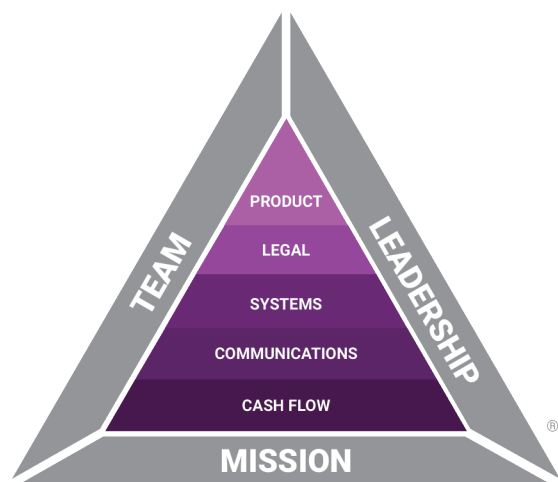 PRODUCT
LEGAL
SYSTEMS
COMMUNICATIONS
CASH FLOW
TEAM
LEADERSHIP
MISSION
®